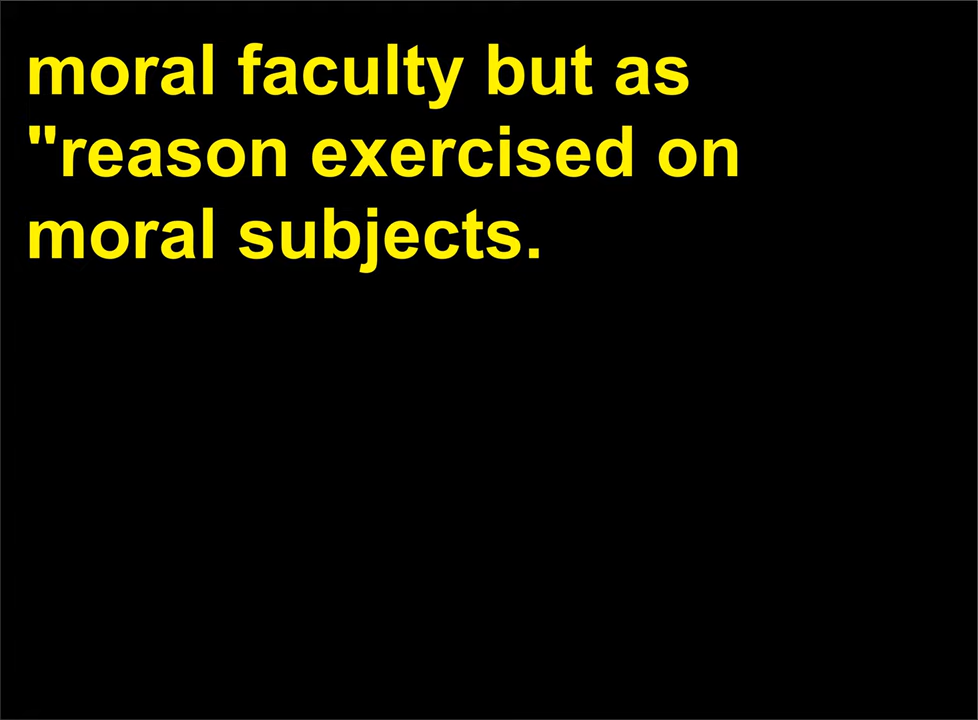 moral faculty but as
"reason exercised on
moral subjects.